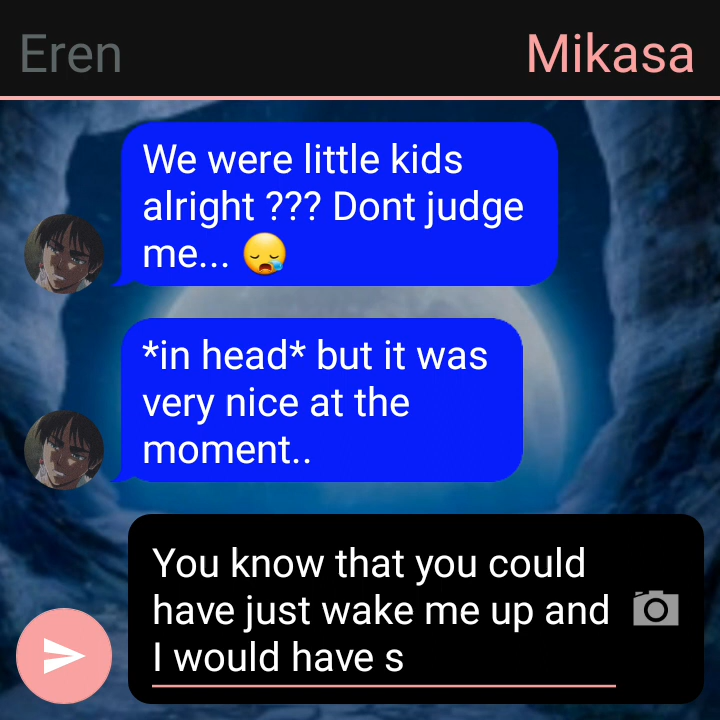 Eren Mikasa
We were little kids
alright ??? Dont judge
me... 😪
*in head* but it was
very nice at the
moment..
You know that you could
have just wake me up and
I would have s